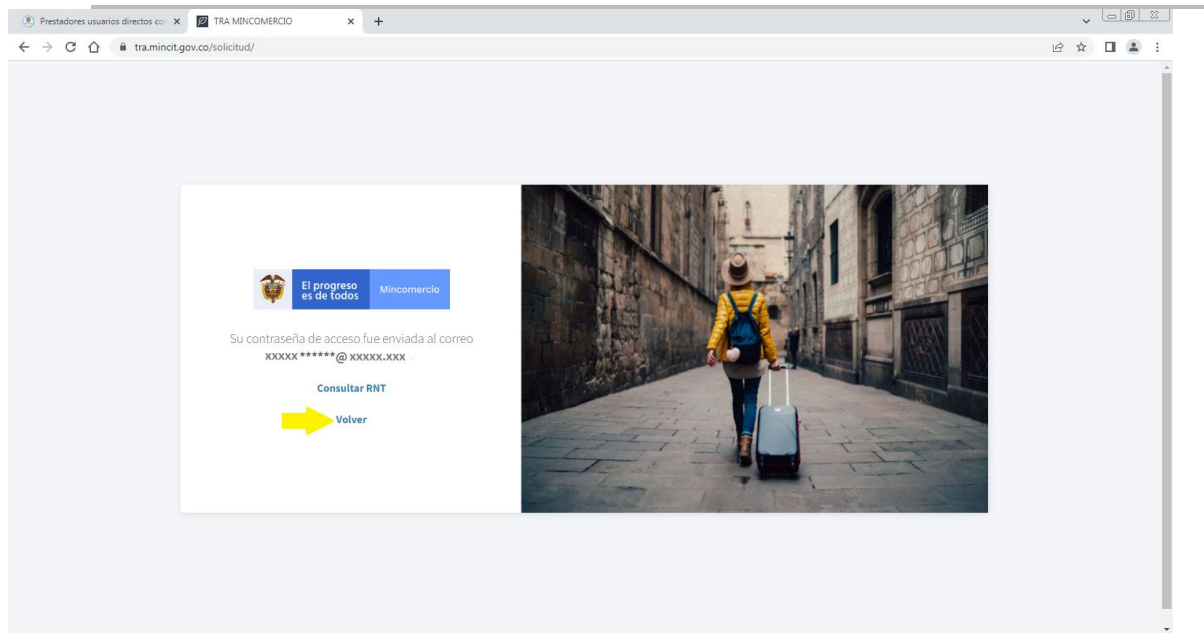 Prestadores usuarios directos co
TRA MINCOMERCIO
tra.mincit.gov.co/solicitud/
El progreso
es de todos
Mincomercio
Su contraseña de acceso fue enviada al correo
xxxxx******@ xxxxx.xxx
Consultar RNT
Volver